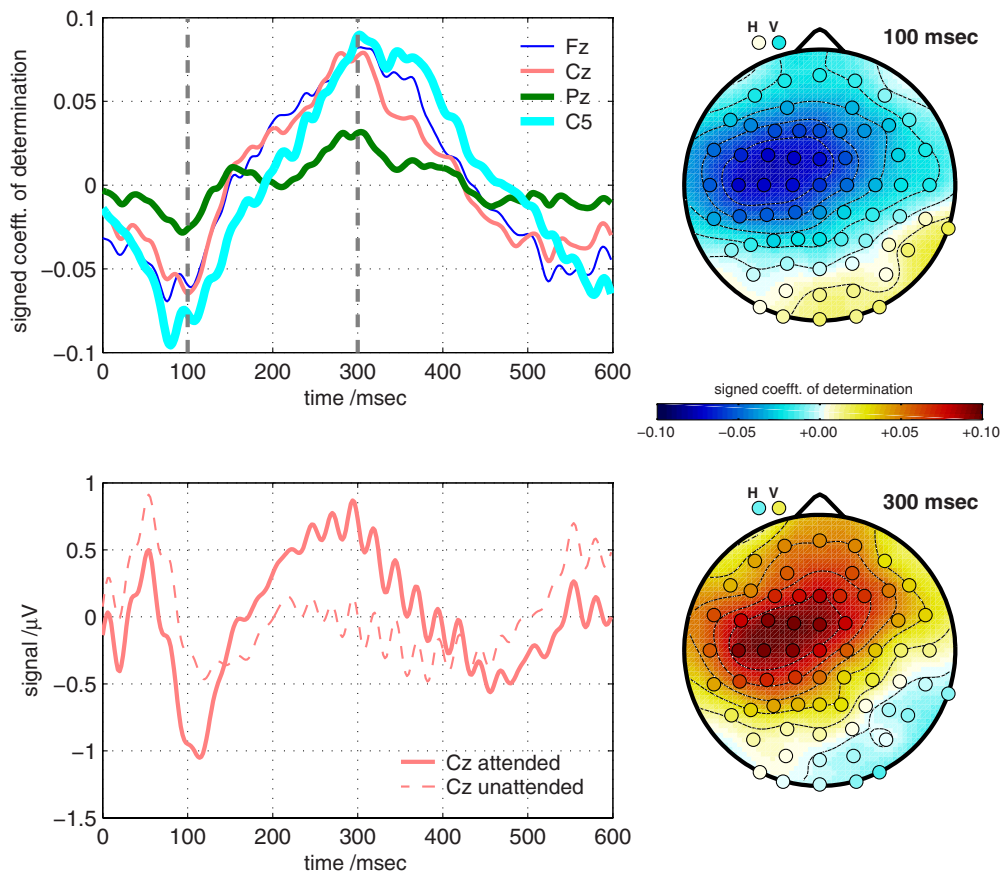 0.1
0.05
0
−0.05
−0.1
signed coefft. of determination
Fz
Cz
Pz
C5
0 100 200 300 400 500 600
time /msec
H V
100 msec
signed coefft. of determination
−0.10 −0.05 +0.00 +0.05 +0.10
1
0.5
0
−0.5
−1
−1.5
signal /μV
Cz attended
Cz unattended
0 100 200 300 400 500 600
time /msec
H V
300 msec